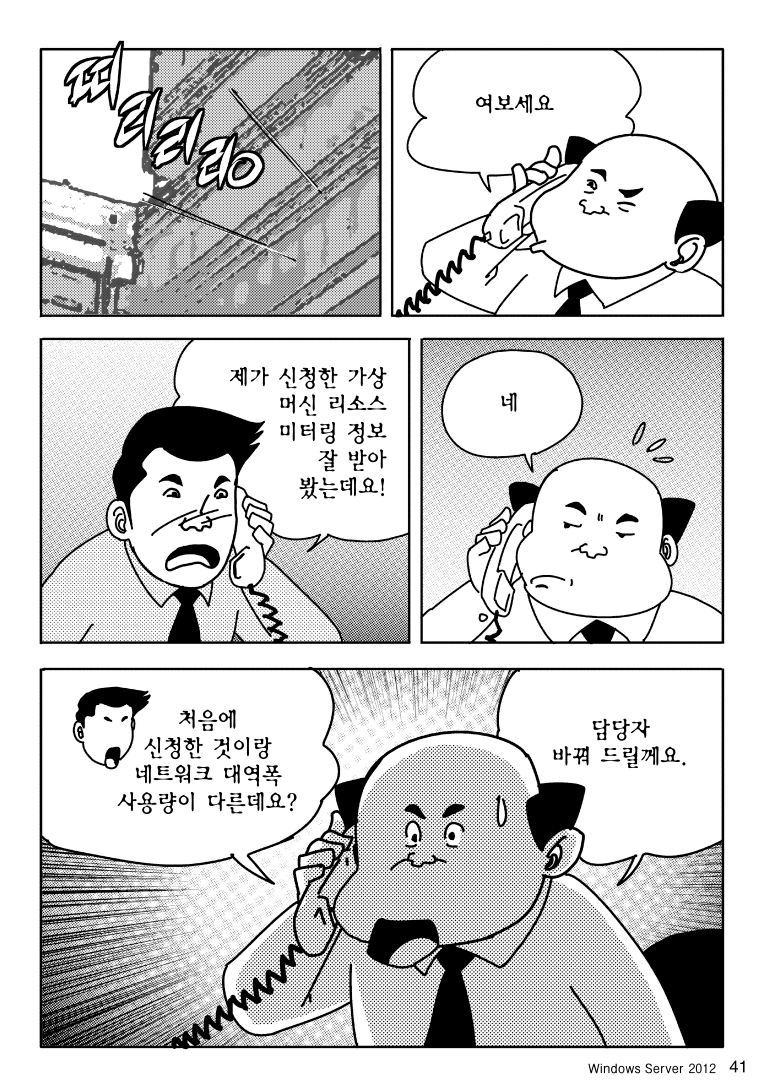 띠리리리링
여보세요
제가 신청한 가상
머신 리소스
미터링 정보
잘 받아
봤는데요!
네
처음에
신청한 것이랑
네트워크 대역폭
사용량이 다른데요?
담당자
바꿔 드릴께요.
Windows Server 2012 41